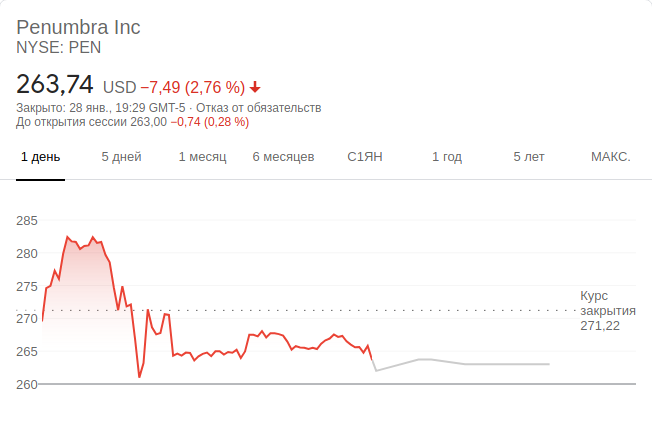 Penumbra Inc
NYSE: PEN
263,74 USD −7,49 (2,76 %)
Закрыто: 28 янв., 19:29 GMT-5 · Отказ от обязательств
До открытия сессии 263,00 −0,74 (0,28 %)
1 день 5 дней 1 месяц 6 месяцев С1ЯН 1 год 5 лет МАКС.
285
280
275
270
265
260
Курс
закрытия
271,22